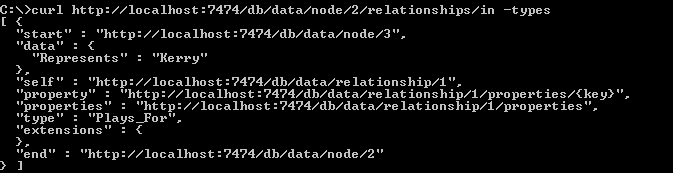 C:\>curl http://localhost:7474/db/data/node/2/relationships/in -types
[ {
  "start" : "http://localhost:7474/db/data/node/3",
  "data" : {
    "Represents" : "Kerry"
  },
  "self" : "http://localhost:7474/db/data/relationship/1",
  "property" : "http://localhost:7474/db/data/relationship/1/properties/{key}",
  "properties" : "http://localhost:7474/db/data/relationship/1/properties",
  "type" : "Plays_For",
  "extensions" : {
  },
  "end" : "http://localhost:7474/db/data/node/2"
} ]